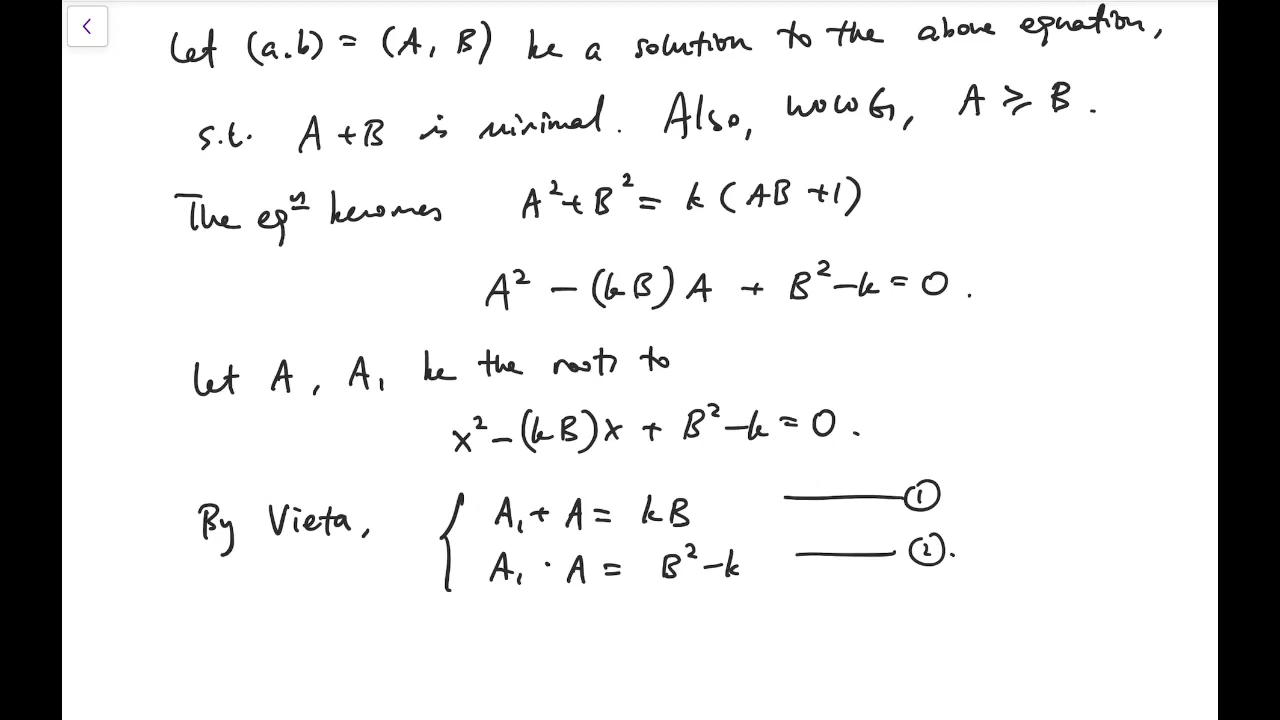 Let (a.b) = (A, B) be a solution to the above equation,
s.t. A + B is minimal. Also, WLOG, A ⩾ B.
The eqⁿ becomes A² + B² = k (AB + 1)
A² − (kB) A + B² − k = 0.
Let A, A₁ be the roots to
x² − (kB)x + B² − k = 0.
By Vieta, { A₁ + A = kB ——— ①
A₁ · A = B² − k ——— ②.